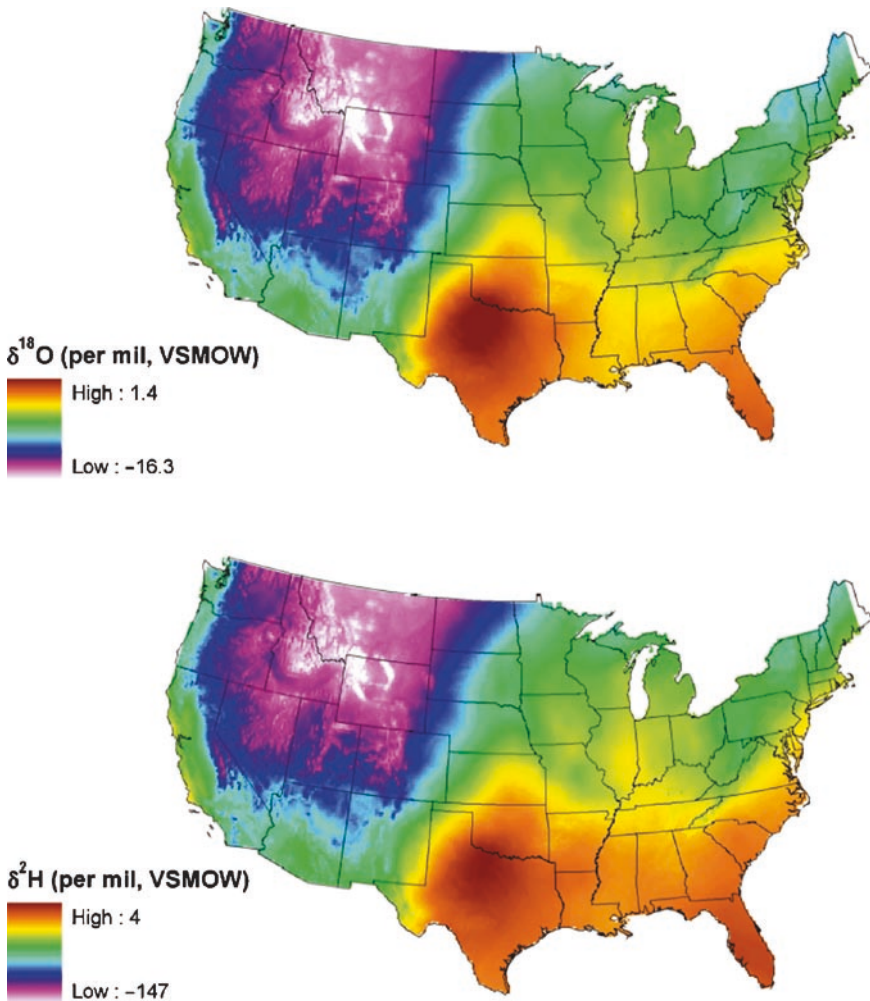 δ¹⁸O (per mil, VSMOW)
High : 1.4
Low : −16.3
δ²H (per mil, VSMOW)
High : 4
Low : −147